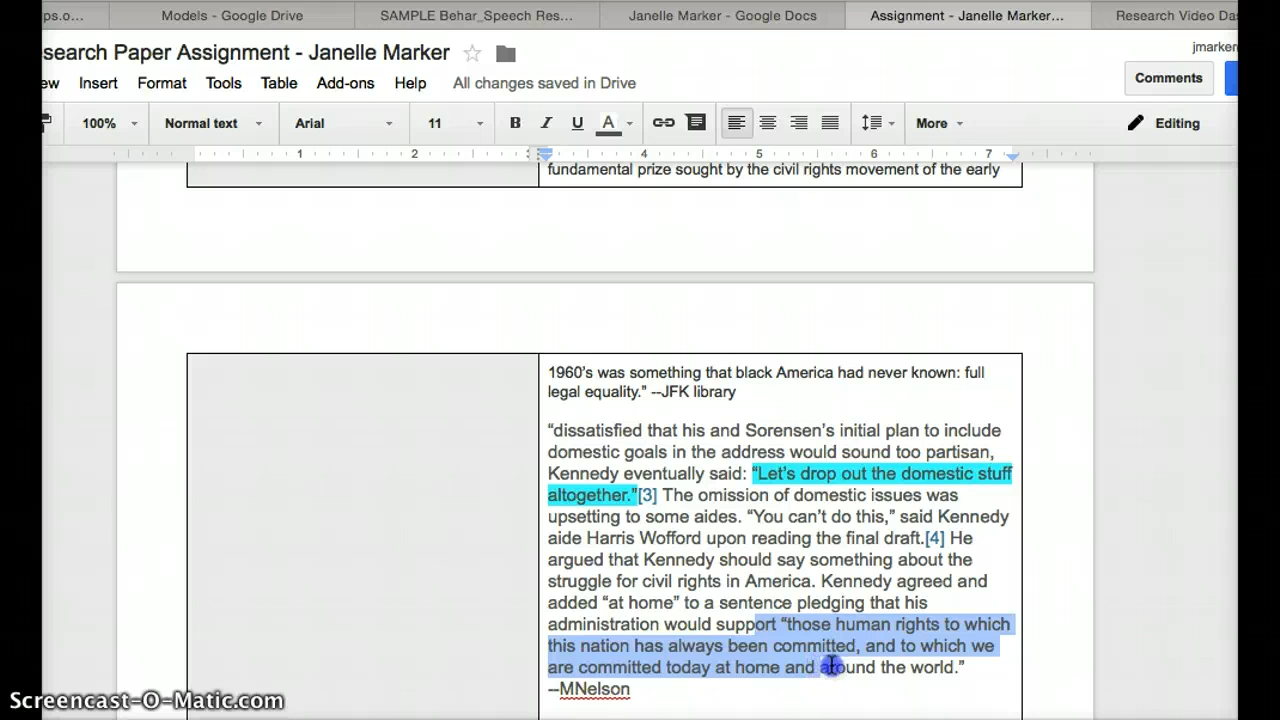 ps.o...
Models - Google Drive
SAMPLE Behar_Speech Res...
Janelle Marker - Google Docs
Assignment - Janelle Marker...
Research Video Da
search Paper Assignment - Janelle Marker
jmarker
ew Insert Format Tools Table Add-ons Help All changes saved in Drive
Comments
100% Normal text Arial 11 B I U A More Editing
1 2 3 4 5 6 7
fundamental prize sought by the civil rights movement of the early
1960's was something that black America had never known: full
legal equality.” --JFK library
“dissatisfied that his and Sorensen’s initial plan to include
domestic goals in the address would sound too partisan,
Kennedy eventually said: “Let’s drop out the domestic stuff
altogether.”[3] The omission of domestic issues was
upsetting to some aides. “You can’t do this,” said Kennedy
aide Harris Wofford upon reading the final draft.[4] He
argued that Kennedy should say something about the
struggle for civil rights in America. Kennedy agreed and
added “at home” to a sentence pledging that his
administration would support “those human rights to which
this nation has always been committed, and to which we
are committed today at home and around the world.”
--MNelson
Screencast-O-Matic.com